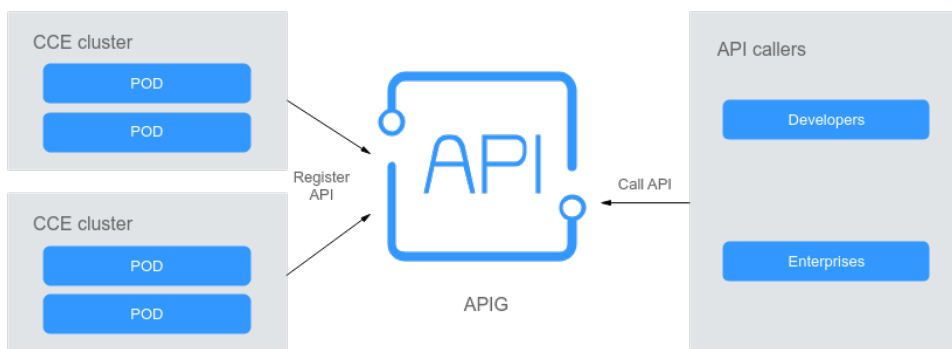 CCE cluster
POD
POD
CCE cluster
POD
POD
Register
API
API
APIG
Call API
API callers
Developers
Enterprises